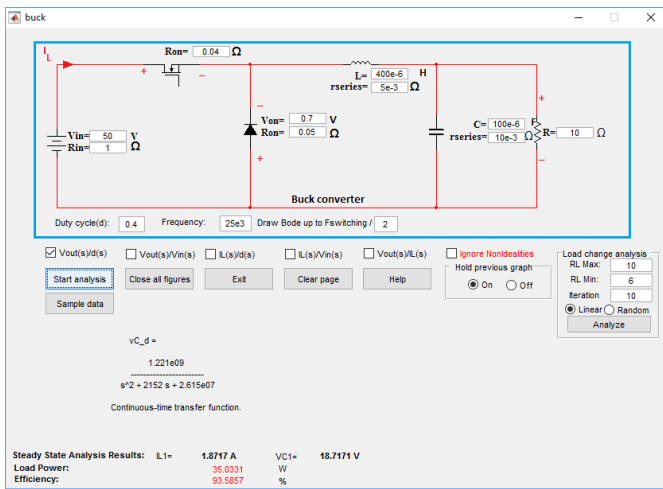 buck
I_L
Ron= 0.04 Ω
+ −
L= 400e-6 H
rseries= 5e-3 Ω
Vin= 50 V
Rin= 1 Ω
−
Von= 0.7 V
Ron= 0.05 Ω
+
C= 100e-6 F
rseries= 10e-3 Ω
+
R= 10 Ω
−
Buck converter
Duty cycle(d): 0.4 Frequency: 25e3 Draw Bode up to Fswitching / 2
Vout(s)/d(s) Vout(s)/Vin(s) IL(s)/d(s) IL(s)/Vin(s) Vout(s)/IL(s) Ignore NonIdealities
Start analysis Close all figures Exit Clear page Help
Sample data
Hold previous graph
On Off
Load change analysis
RL Max: 10
RL Min: 6
Iteration 10
Linear Random
Analyze
vC_d =
1.221e09
-----------------------
s^2 + 2152 s + 2.615e07
Continuous-time transfer function.
Steady State Analysis Results: IL1= 1.8717 A VC1= 18.7171 V
Load Power: 35.0331 W
Efficiency: 93.5857 %